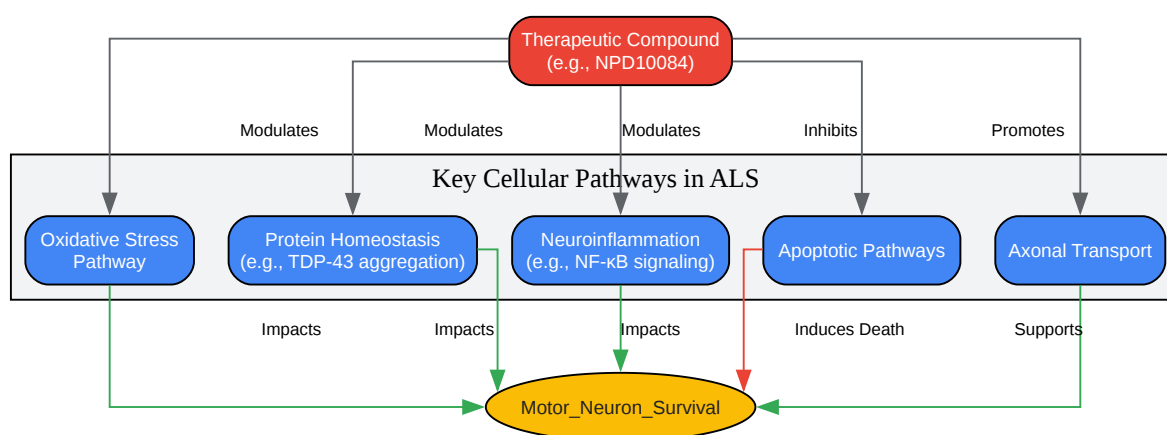 Therapeutic Compound
(e.g., NPD10084)
Modulates
Modulates
Modulates
Inhibits
Promotes
Key Cellular Pathways in ALS
Oxidative Stress
Pathway
Protein Homeostasis
(e.g., TDP-43 aggregation)
Neuroinflammation
(e.g., NF-κB signaling)
Apoptotic Pathways
Axonal Transport
Impacts
Impacts
Impacts
Induces Death
Supports
Motor_Neuron_Survival